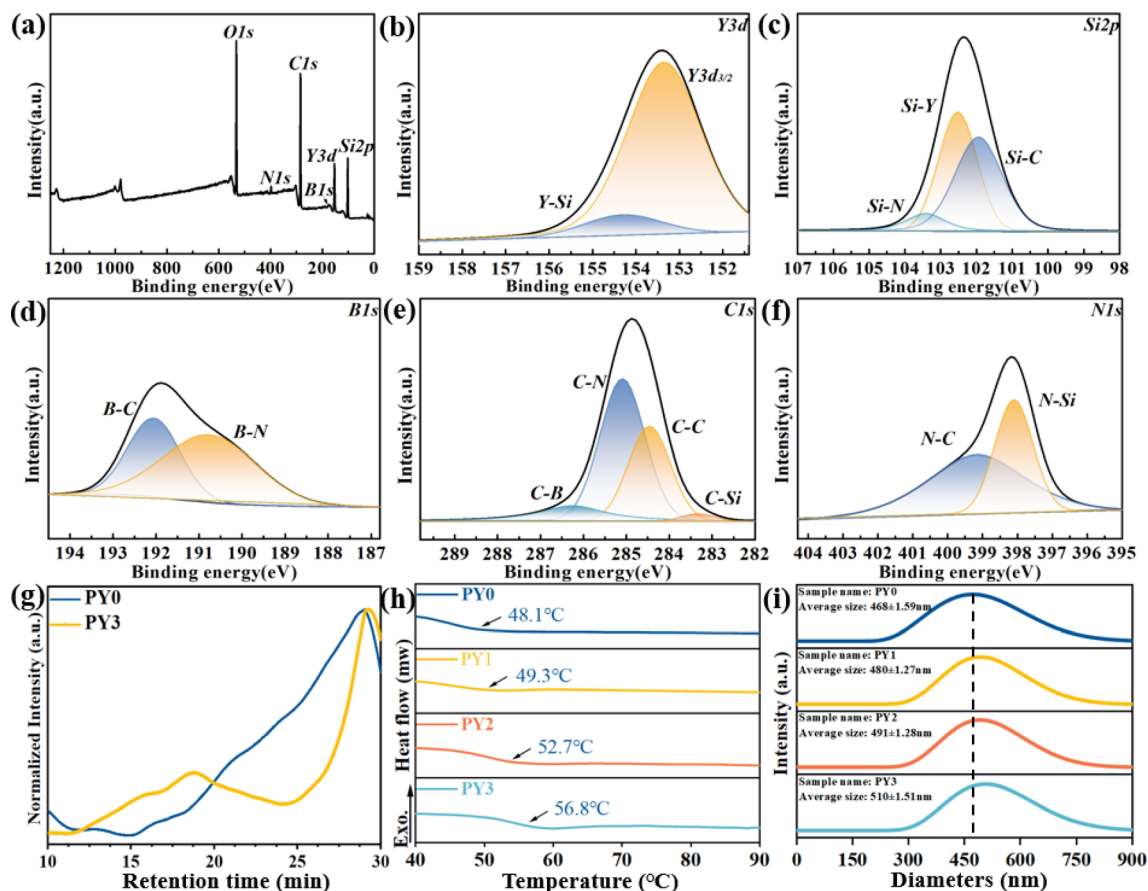 (a)
O1s
C1s
Y3d
Si2p
N1s
B1s
Intensity(a.u.)
1200 1000 800 600 400 200 0
Binding energy(eV)
(b)
Y3d
Y3d3/2
Y-Si
Intensity(a.u.)
159 158 157 156 155 154 153 152
Binding energy(eV)
(c)
Si2p
Si-Y
Si-C
Si-N
Intensity(a.u.)
107 106 105 104 103 102 101 100 99 98
Binding energy(eV)
(d)
B1s
B-C
B-N
Intensity(a.u.)
194 193 192 191 190 189 188 187
Binding energy(eV)
(e)
C1s
C-N
C-C
C-B
C-Si
Intensity(a.u.)
289 288 287 286 285 284 283 282
Binding energy(eV)
(f)
N1s
N-Si
N-C
Intensity(a.u.)
404 403 402 401 400 399 398 397 396 395
Binding energy(eV)
(g)
PY0
PY3
Normalized Intensity (a.u.)
10 20 30
Retention time (min)
(h)
PY0
48.1℃
PY1
49.3℃
PY2
52.7℃
PY3
56.8℃
Exo.
Heat flow (mw)
40 50 60 70 80 90
Temperature (℃)
(i)
Sample name: PY0
Average size: 468±1.59nm
Sample name: PY1
Average size: 480±1.27nm
Sample name: PY2
Average size: 491±1.28nm
Sample name: PY3
Average size: 510±1.51nm
Intensity (a.u.)
0 150 300 450 600 750 900
Diameters (nm)